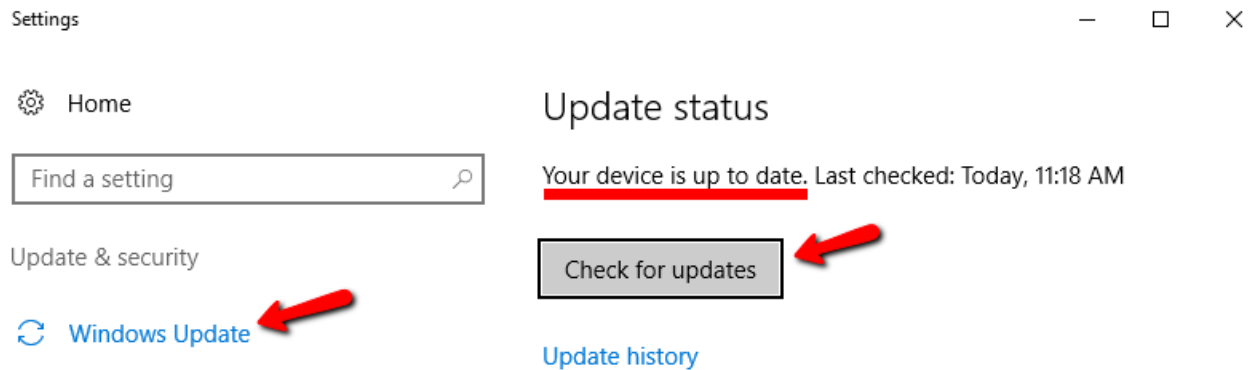 Settings
Home
Find a setting
Update & security
Windows Update
Update status
Your device is up to date. Last checked: Today, 11:18 AM
Check for updates
Update history